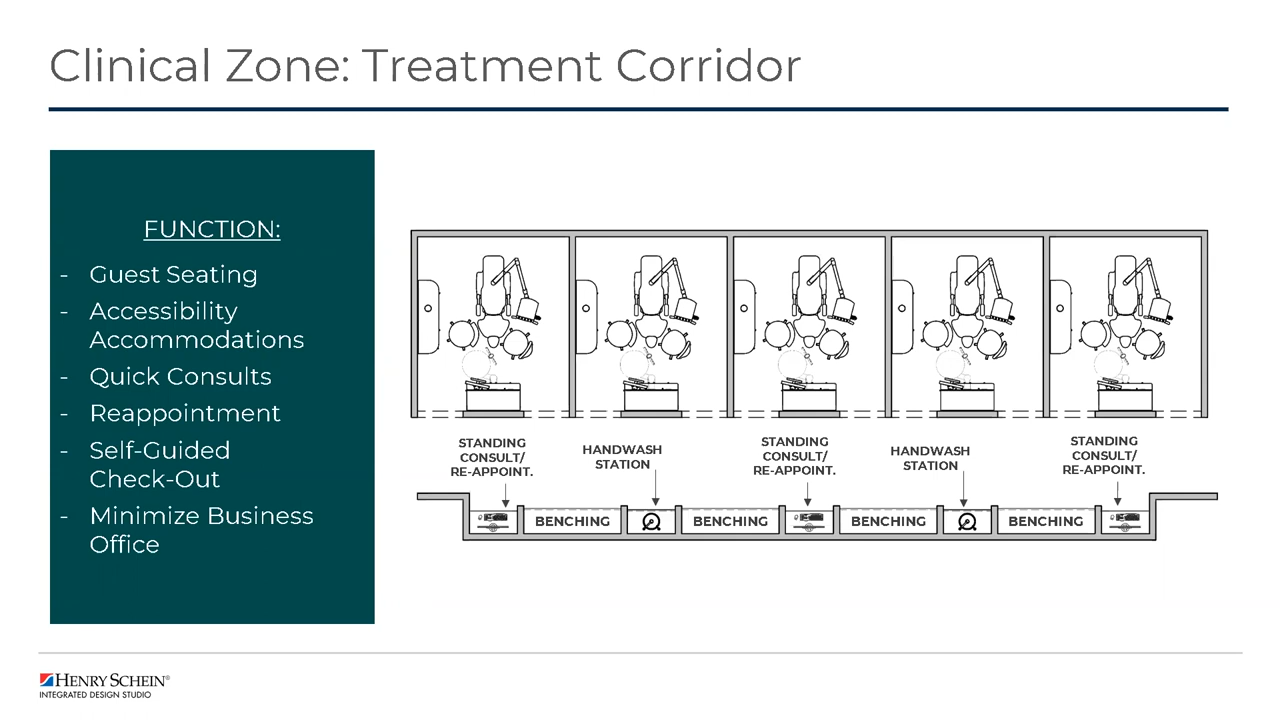 Clinical Zone: Treatment Corridor
FUNCTION:
- Guest Seating
- Accessibility
Accommodations
- Quick Consults
- Reappointment
- Self-Guided
Check-Out
- Minimize Business
Office
STANDING
CONSULT/
RE-APPOINT.
HANDWASH
STATION
STANDING
CONSULT/
RE-APPOINT.
HANDWASH
STATION
STANDING
CONSULT/
RE-APPOINT.
BENCHING
BENCHING
BENCHING
BENCHING
HENRY SCHEIN®
INTEGRATED DESIGN STUDIO